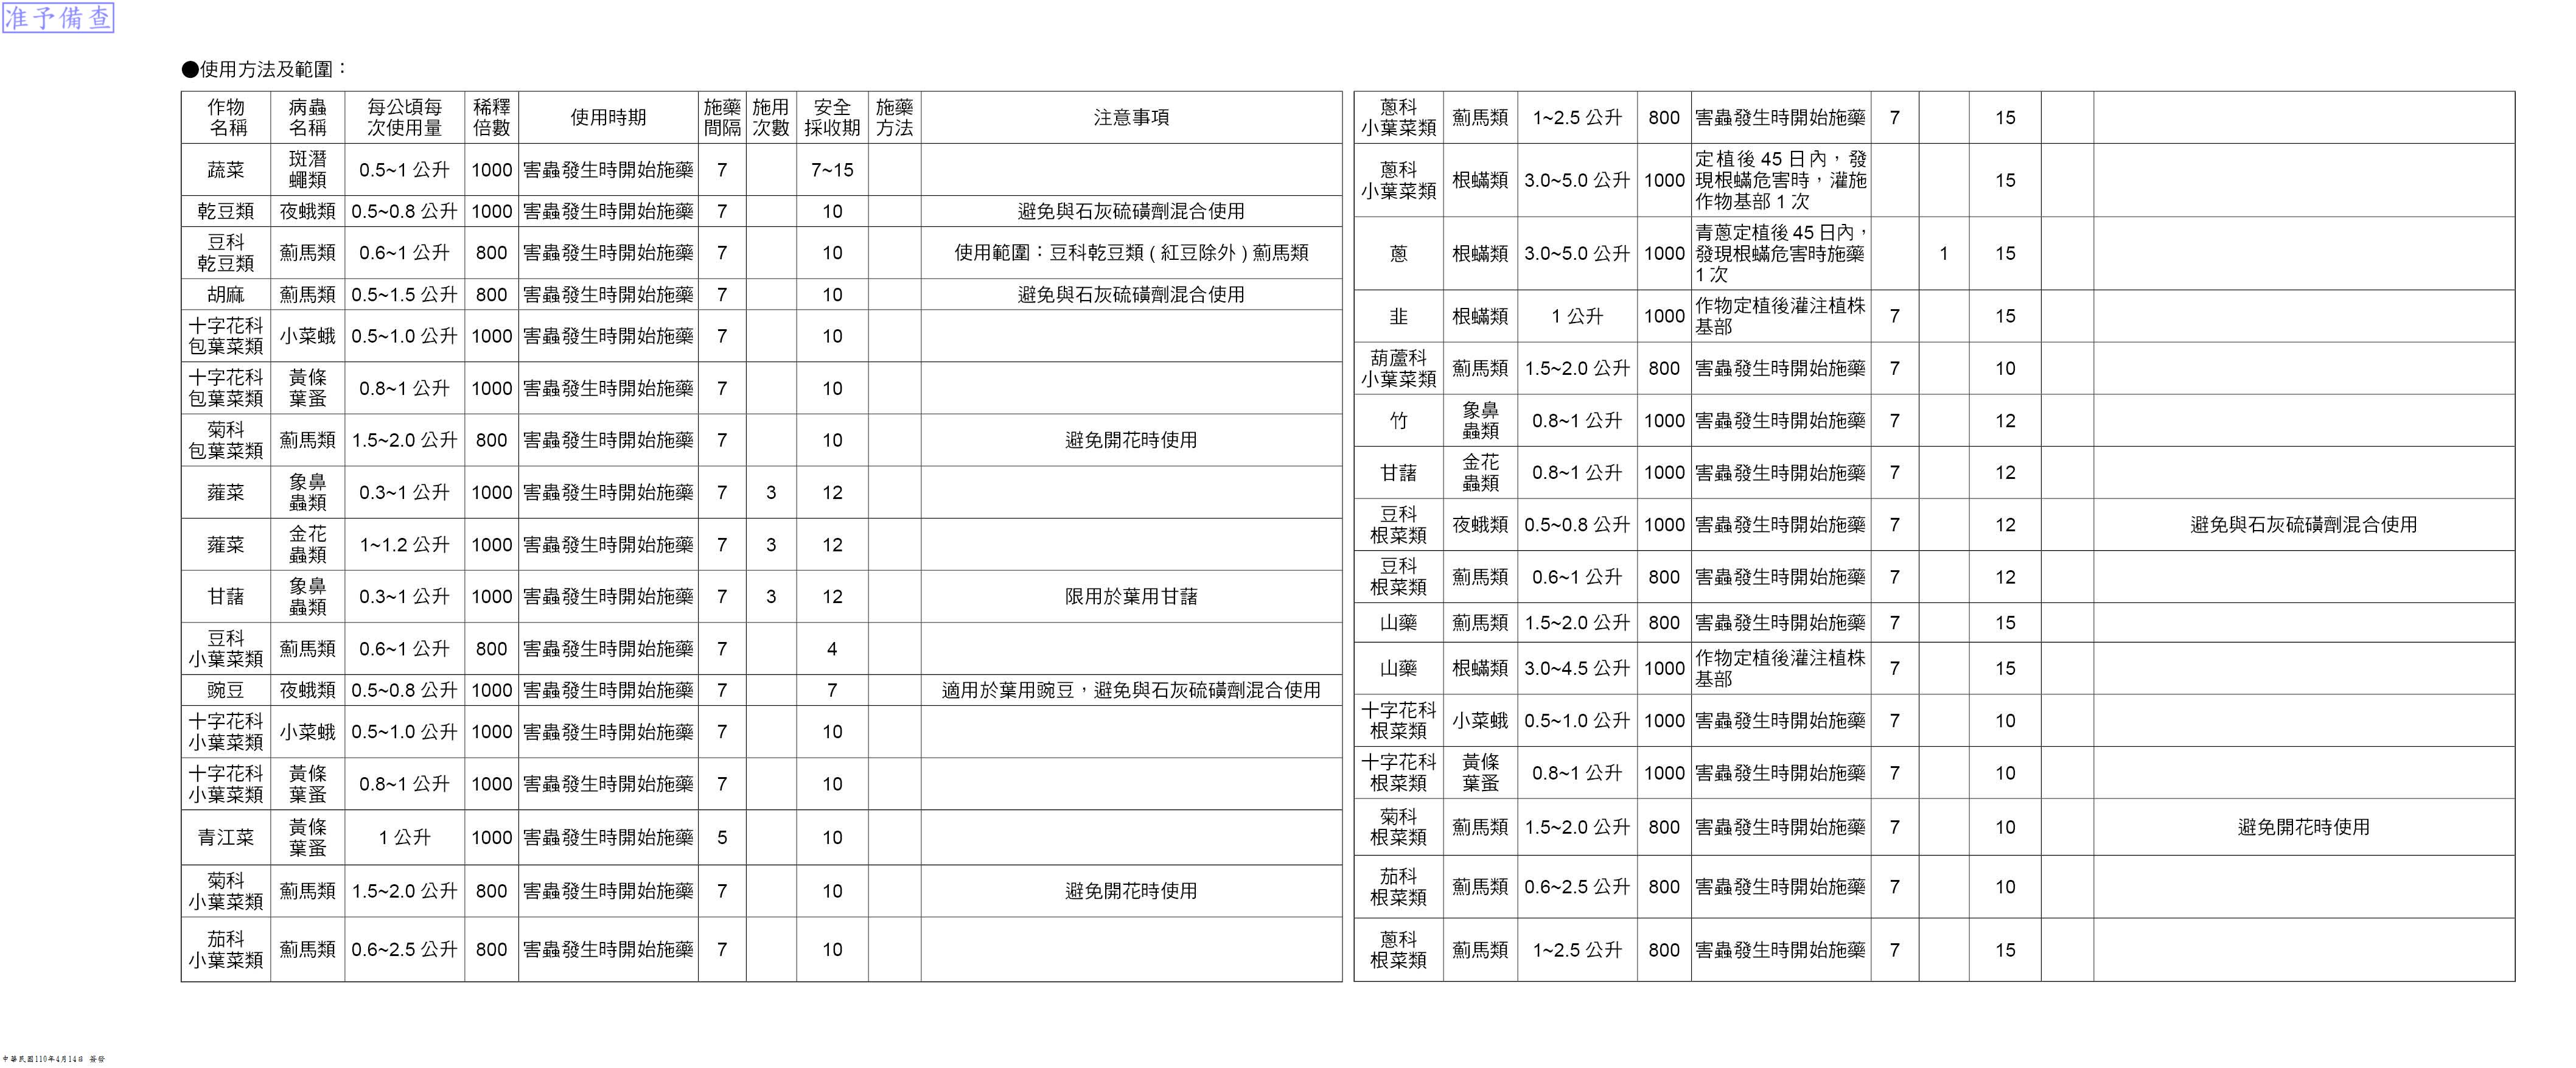 准予備查
●使用方法及範圍：
作物名稱 病蟲名稱 每公頃每次使用量 稀釋倍數 使用時期 施藥間隔 施用次數 安全採收期 施藥方法 注意事項
蔬菜 斑潛蠅類 0.5~1 公升 1000 害蟲發生時開始施藥 7 7~15
乾豆類 夜蛾類 0.5~0.8 公升 1000 害蟲發生時開始施藥 7 10 避免與石灰硫磺劑混合使用
豆科乾豆類 薊馬類 0.6~1 公升 800 害蟲發生時開始施藥 7 10 使用範圍：豆科乾豆類 ( 紅豆除外 ) 薊馬類
胡麻 薊馬類 0.5~1.5 公升 800 害蟲發生時開始施藥 7 10 避免與石灰硫磺劑混合使用
十字花科包葉菜類 小菜蛾 0.5~1.0 公升 1000 害蟲發生時開始施藥 7 10
十字花科包葉菜類 黃條葉蚤 0.8~1 公升 1000 害蟲發生時開始施藥 7 10
菊科包葉菜類 薊馬類 1.5~2.0 公升 800 害蟲發生時開始施藥 7 10 避免開花時使用
蕹菜 象鼻蟲類 0.3~1 公升 1000 害蟲發生時開始施藥 7 3 12
蕹菜 金花蟲類 1~1.2 公升 1000 害蟲發生時開始施藥 7 3 12
甘藷 象鼻蟲類 0.3~1 公升 1000 害蟲發生時開始施藥 7 3 12 限用於葉用甘藷
豆科小葉菜類 薊馬類 0.6~1 公升 800 害蟲發生時開始施藥 7 4
豌豆 夜蛾類 0.5~0.8 公升 1000 害蟲發生時開始施藥 7 7 適用於葉用豌豆，避免與石灰硫磺劑混合使用
十字花科小葉菜類 小菜蛾 0.5~1.0 公升 1000 害蟲發生時開始施藥 7 10
十字花科小葉菜類 黃條葉蚤 0.8~1 公升 1000 害蟲發生時開始施藥 7 10
青江菜 黃條葉蚤 1 公升 1000 害蟲發生時開始施藥 5 10
菊科小葉菜類 薊馬類 1.5~2.0 公升 800 害蟲發生時開始施藥 7 10 避免開花時使用
茄科小葉菜類 薊馬類 0.6~2.5 公升 800 害蟲發生時開始施藥 7 10
蔥科小葉菜類 薊馬類 1~2.5 公升 800 害蟲發生時開始施藥 7 15
蔥科小葉菜類 根蟎類 3.0~5.0 公升 1000 定植後 45 日內，發現根蟎危害時，灌施作物基部 1 次 15
蔥 根蟎類 3.0~5.0 公升 1000 青蔥定植後 45 日內，發現根蟎危害時施藥 1 次 1 15
韭 根蟎類 1 公升 1000 作物定植後灌注植株基部 7 15
葫蘆科小葉菜類 薊馬類 1.5~2.0 公升 800 害蟲發生時開始施藥 7 10
竹 象鼻蟲類 0.8~1 公升 1000 害蟲發生時開始施藥 7 12
甘藷 金花蟲類 0.8~1 公升 1000 害蟲發生時開始施藥 7 12
豆科根菜類 夜蛾類 0.5~0.8 公升 1000 害蟲發生時開始施藥 7 12 避免與石灰硫磺劑混合使用
豆科根菜類 薊馬類 0.6~1 公升 800 害蟲發生時開始施藥 7 12
山藥 薊馬類 1.5~2.0 公升 800 害蟲發生時開始施藥 7 15
山藥 根蟎類 3.0~4.5 公升 1000 作物定植後灌注植株基部 7 15
十字花科根菜類 小菜蛾 0.5~1.0 公升 1000 害蟲發生時開始施藥 7 10
十字花科根菜類 黃條葉蚤 0.8~1 公升 1000 害蟲發生時開始施藥 7 10
菊科根菜類 薊馬類 1.5~2.0 公升 800 害蟲發生時開始施藥 7 10 避免開花時使用
茄科根菜類 薊馬類 0.6~2.5 公升 800 害蟲發生時開始施藥 7 10
蔥科根菜類 薊馬類 1~2.5 公升 800 害蟲發生時開始施藥 7 15
中華民國110年4月14日 簽發